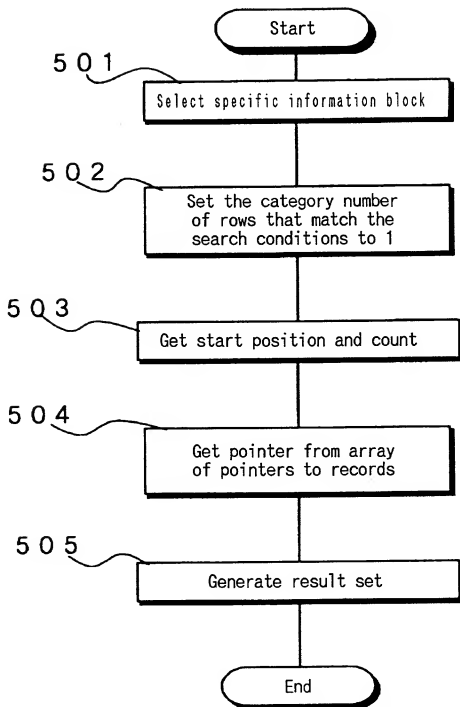 Start
501
Select specific information block
502
Set the category number
of rows that match the
search conditions to 1
503
Get start position and count
504
Get pointer from array
of pointers to records
505
Generate result set
End